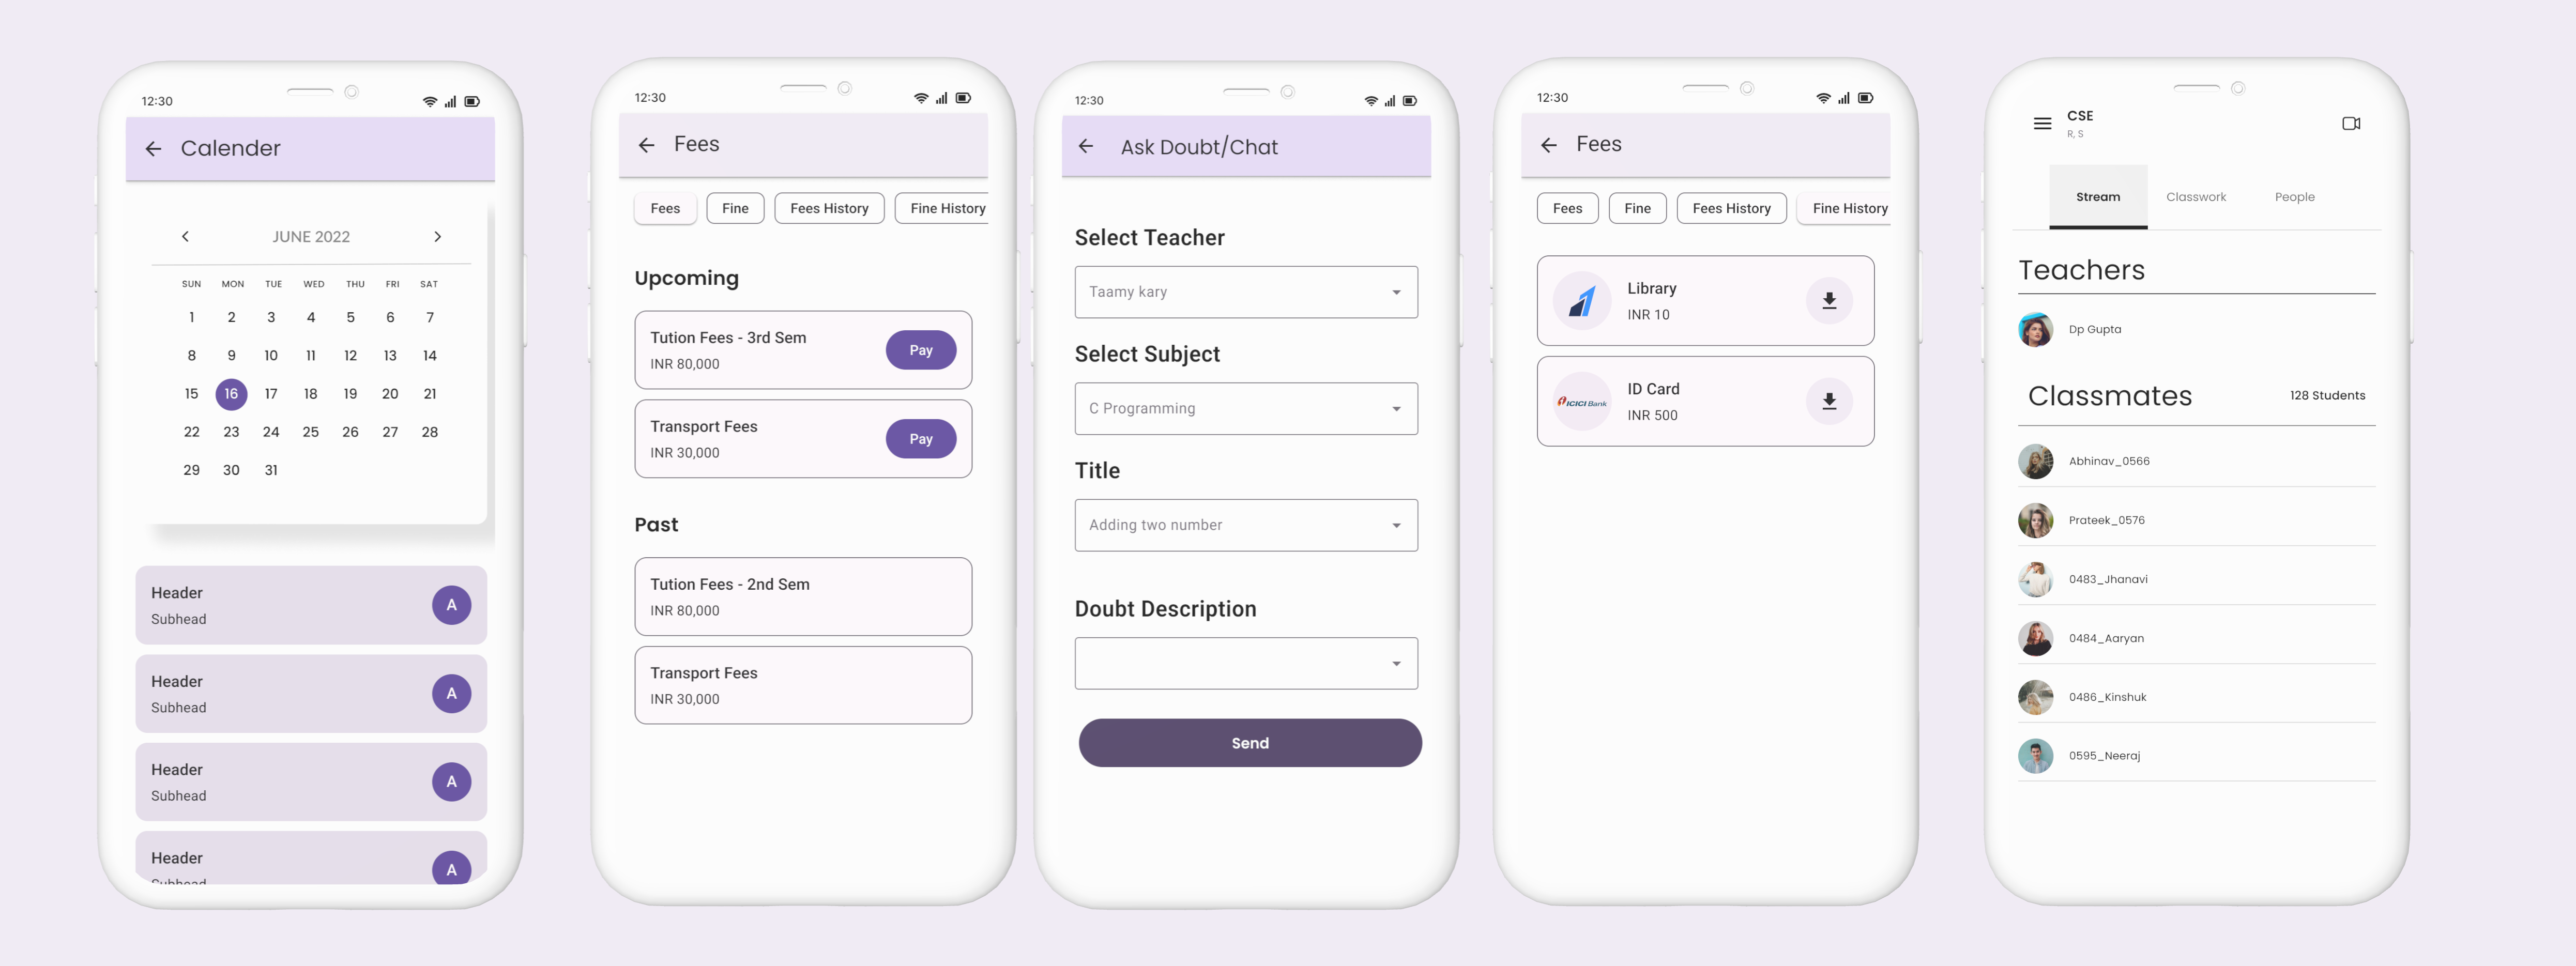 12:30
Calender
JUNE 2022
SUN MON TUE WED THU FRI SAT
1 2 3 4 5 6 7
8 9 10 11 12 13 14
15 16 17 18 19 20 21
22 23 24 25 26 27 28
29 30 31
Header
Subhead
A
Header
Subhead
A
Header
Subhead
A
Header
Subhead
A
12:30
Fees
Fees Fine Fees History Fine History
Upcoming
Tution Fees - 3rd Sem
INR 80,000
Pay
Transport Fees
INR 30,000
Pay
Past
Tution Fees - 2nd Sem
INR 80,000
Transport Fees
INR 30,000
12:30
Ask Doubt/Chat
Select Teacher
Taamy kary
Select Subject
C Programming
Title
Adding two number
Doubt Description
Send
12:30
Fees
Fees Fine Fees History Fine History
Library
INR 10
ICICI Bank
ID Card
INR 500
CSE
R, S
Stream Classwork People
Teachers
Dp Gupta
Classmates 128 Students
Abhinav_0566
Prateek_0576
0483_Jhanavi
0484_Aaryan
0486_Kinshuk
0595_Neeraj